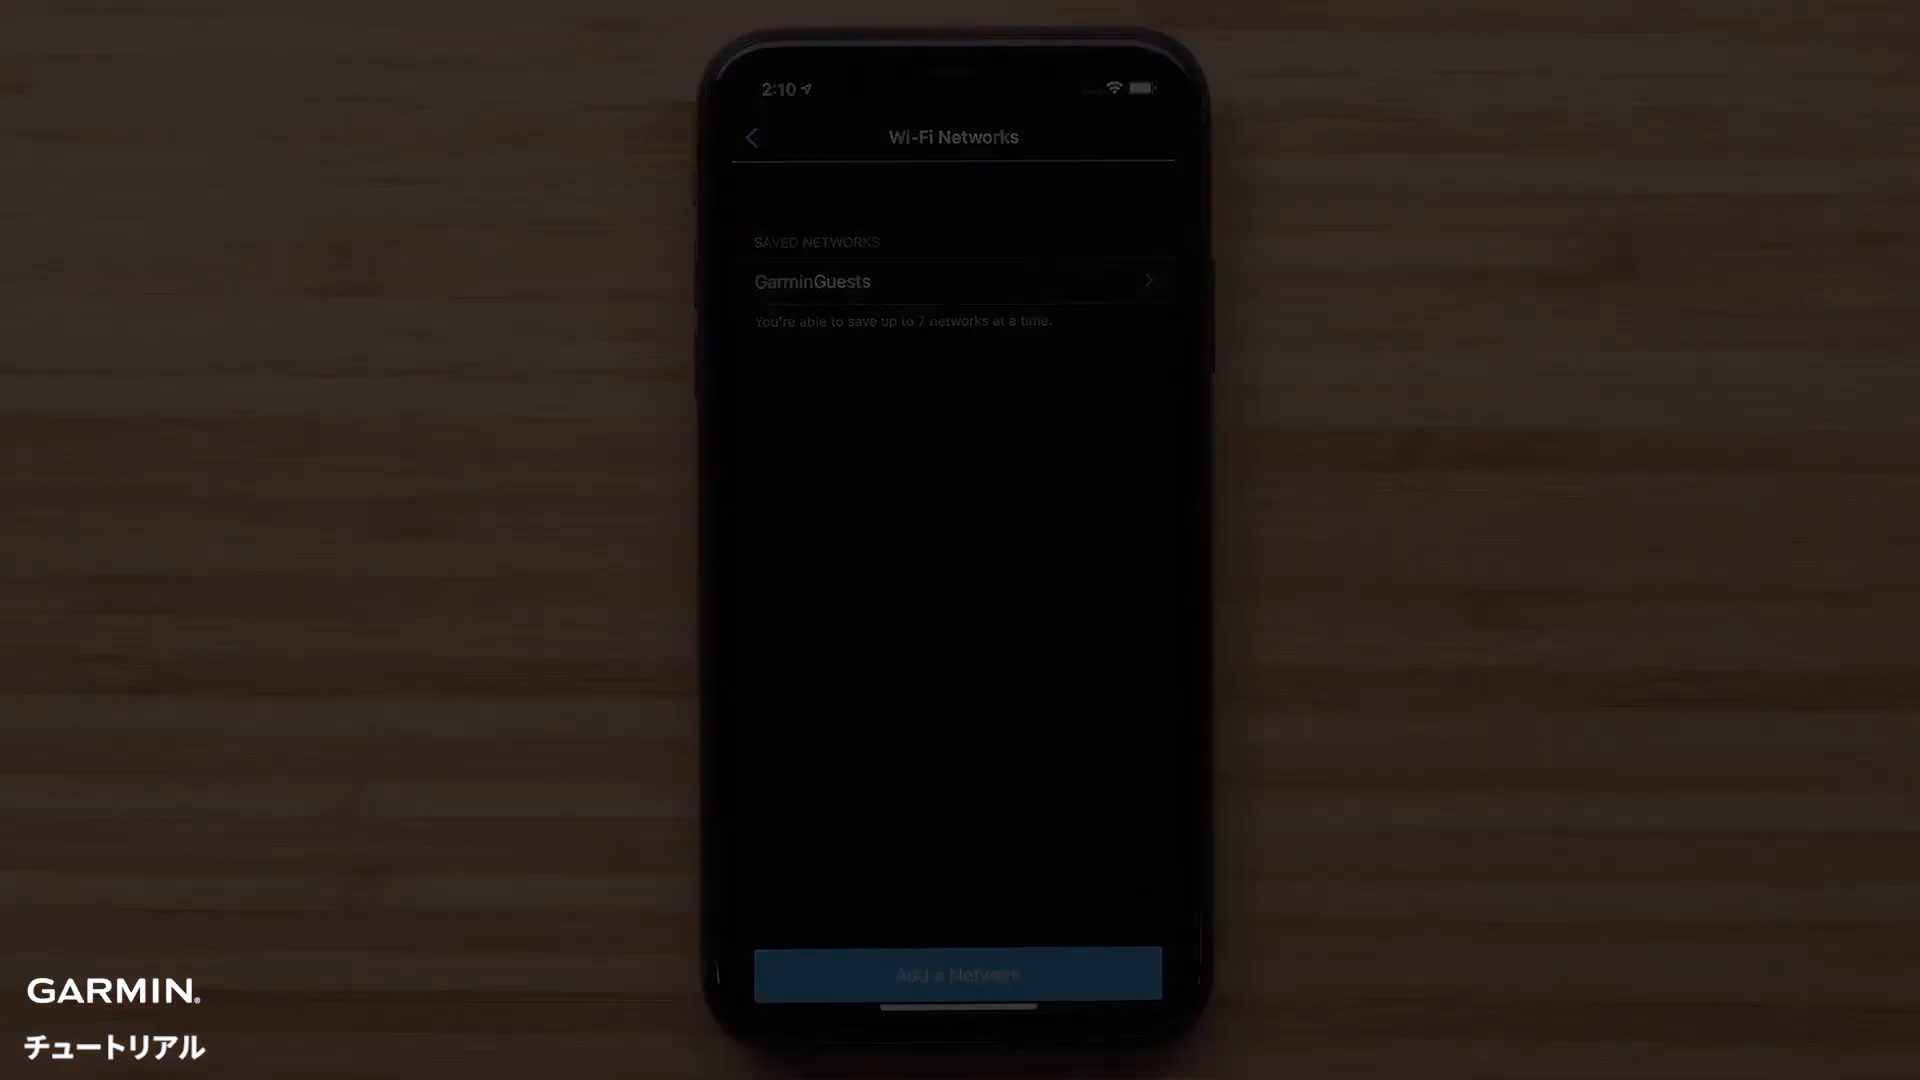 2:10
Wi-Fi Networks
SAVED NETWORKS
GarminGuests
You're able to save up to 7 networks at a time.
Add a Network
GARMIN®
チュートリアル